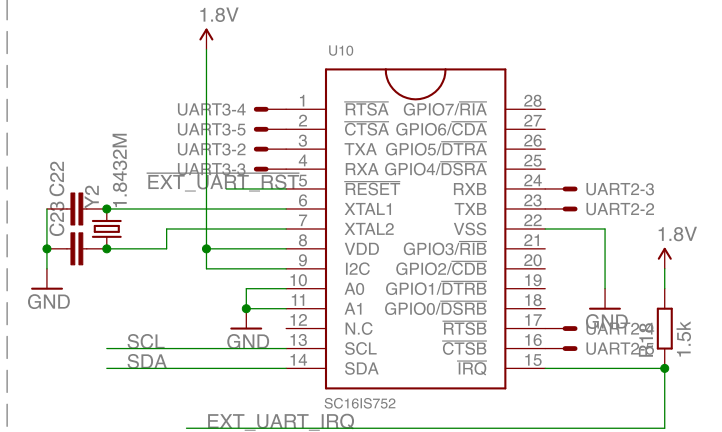 1.8V
U10
UART3-4
1
RTSA
GPIO7/RIA
28
UART3-5
2
CTSA
GPIO6/CDA
27
UART3-2
3
TXA
GPIO5/DTRA
26
UART3-3
4
RXA
GPIO4/DSRA
25
EXT_UART_RST
5
RESET
RXB
24
UART2-3
C22
C23
Y2
1.8432M
6
XTAL1
TXB
23
UART2-2
7
XTAL2
VSS
22
8
VDD
GPIO3/RIB
21
1.8V
9
I2C
GPIO2/CDB
20
GND
10
A0
GPIO1/DTRB
19
11
A1
GPIO0/DSRB
18
GND
GND
12
N.C
RTSB
17
UART2-4
R18
1.5k
SCL
13
SCL
CTSB
16
UART2-5
SDA
14
SDA
IRQ
15
SC16IS752
EXT_UART_IRQ